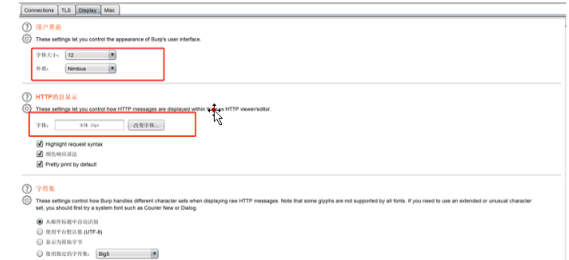 Connections TLS Display Misc
用户界面
These settings let you control the appearance of Burp's user interface.
字体大小: 12
外观: Nimbus
HTTP消息显示
These settings let you control how HTTP messages are displayed within HTTP viewer/editor.
字体: 改变字体...
Highlight request syntax
颜色响应语法
Pretty print by default
字符集
These settings control how Burp handles different character sets when displaying raw HTTP messages. Note that some glyphs are not supported by all fonts. If you need to use an extended or unusual character
set, you should first try a system font such as Courier New or Dialog.
从邮件标题中自动识别
使用平台默认值 (UTF-8)
显示为原始字节
使用指定的字符集: Big5